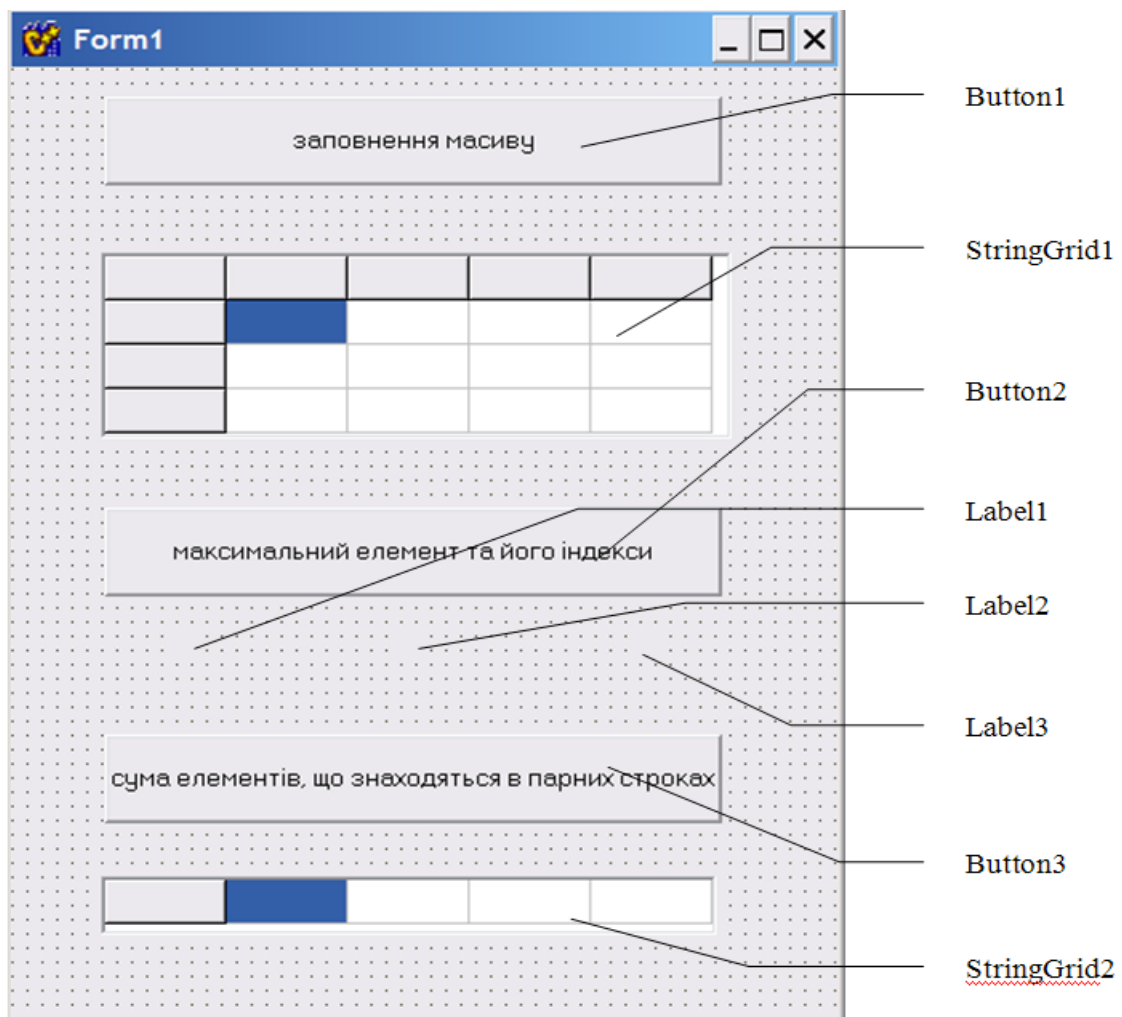 Form1
Button1
заповнення масиву
StringGrid1
Button2
Label1
максимальний елемент та його індекси
Label2
Label3
сума елементів, що знаходяться в парних строках
Button3
StringGrid2